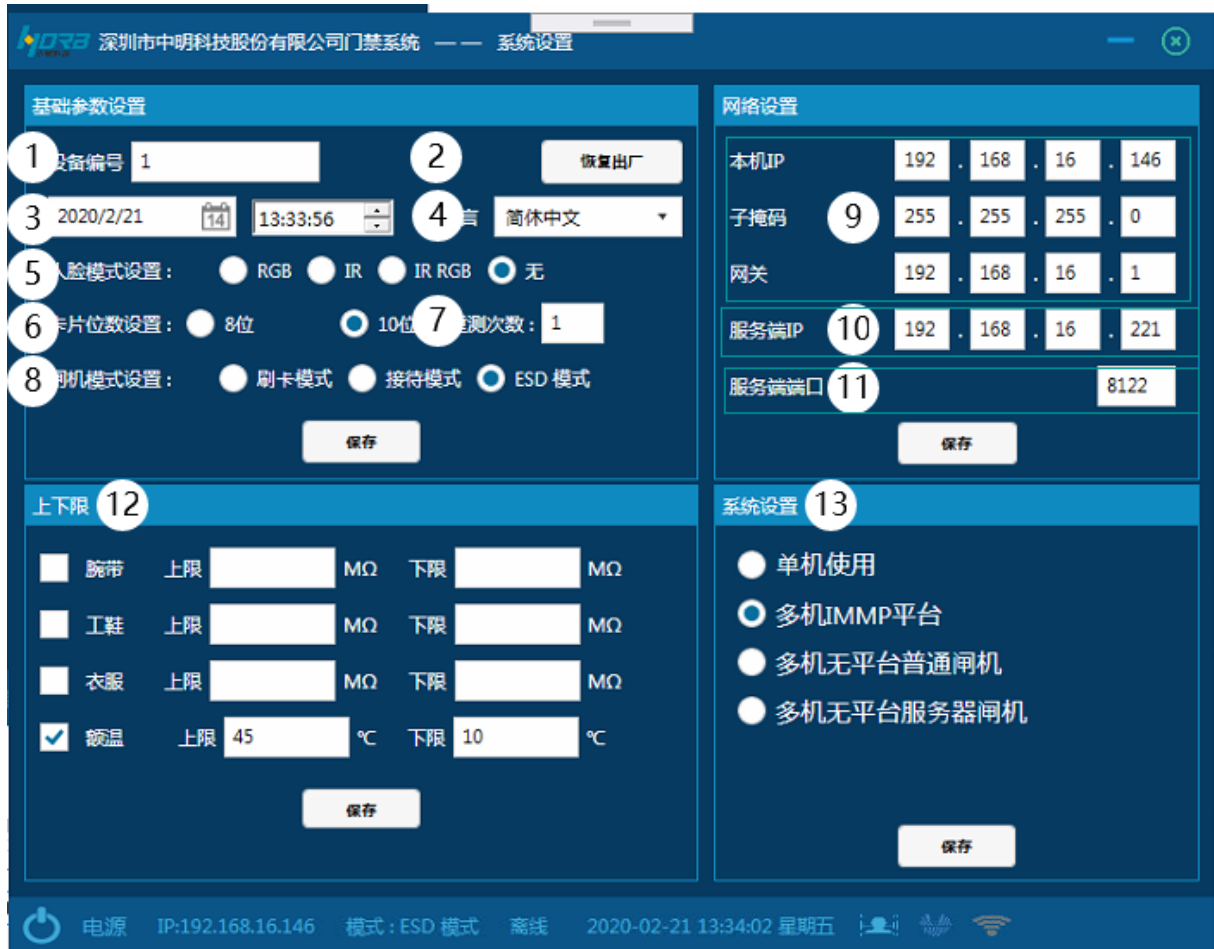 HORB 深圳市中明科技股份有限公司门禁系统 —— 系统设置
基础参数设置
1 设备编号 1 2 恢复出厂
3 2020/2/21 14 13:33:56 4 言 简体中文
5 人脸模式设置： RGB IR IR RGB 无
6 卡片位数设置： 8位 10位 7 测次数： 1
8 闸机模式设置： 刷卡模式 接待模式 ESD 模式
保存
网络设置
本机IP 192 . 168 . 16 . 146
子掩码 9 255 . 255 . 255 . 0
网关 192 . 168 . 16 . 1
服务端IP 10 192 . 168 . 16 . 221
服务端端口 11 8122
保存
上下限 12
腕带 上限 MΩ 下限 MΩ
工鞋 上限 MΩ 下限 MΩ
衣服 上限 MΩ 下限 MΩ
额温 上限 45 ℃ 下限 10 ℃
保存
系统设置 13
单机使用
多机IMMP平台
多机无平台普通闸机
多机无平台服务器闸机
保存
电源 IP:192.168.16.146 模式 : ESD 模式 离线 2020-02-21 13:34:02 星期五